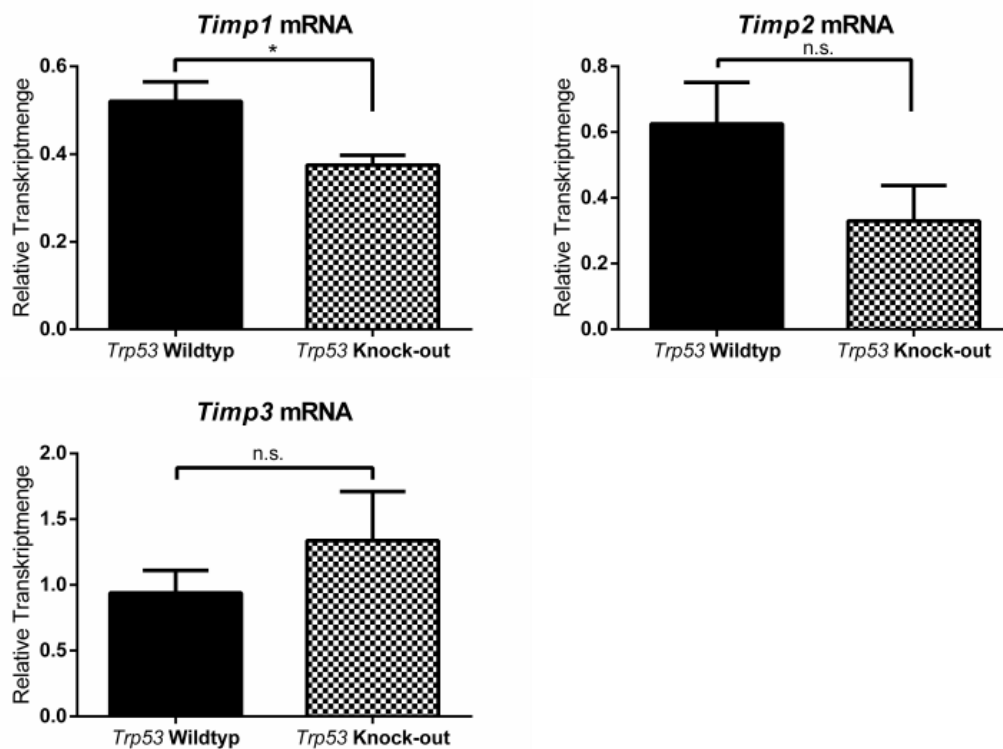 Timp1 mRNA
*
Relative Transkriptmenge
0.6
0.4
0.2
0.0
Trp53 Wildtyp
Trp53 Knock-out
Timp2 mRNA
n.s.
Relative Transkriptmenge
0.8
0.6
0.4
0.2
0.0
Trp53 Wildtyp
Trp53 Knock-out
Timp3 mRNA
n.s.
Relative Transkriptmenge
2.0
1.5
1.0
0.5
0.0
Trp53 Wildtyp
Trp53 Knock-out